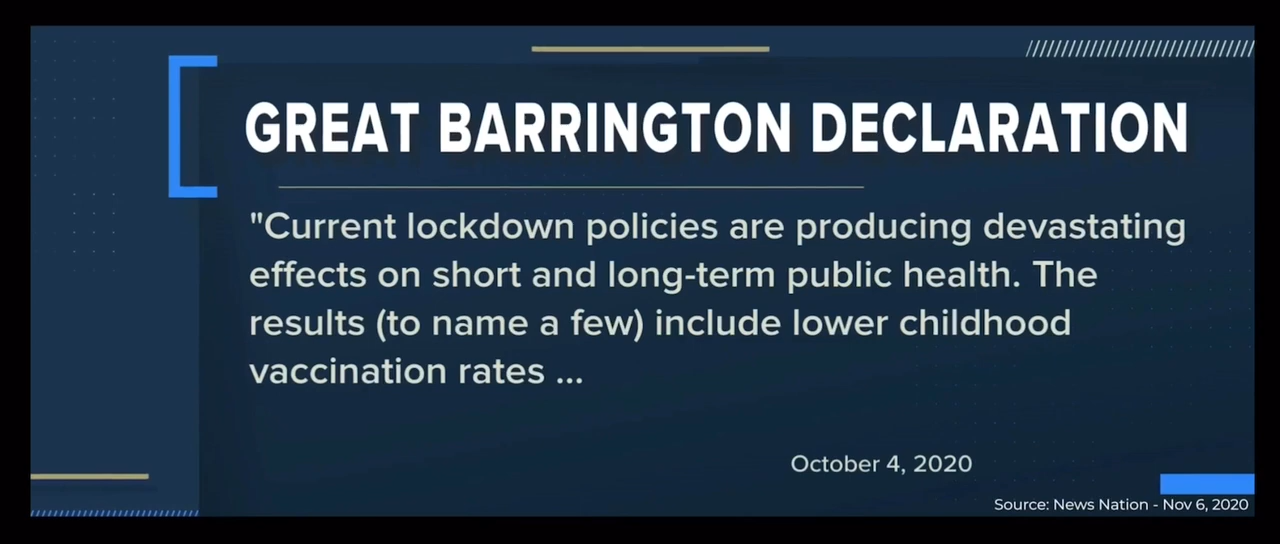 GREAT BARRINGTON DECLARATION
"Current lockdown policies are producing devastating
effects on short and long-term public health. The
results (to name a few) include lower childhood
vaccination rates ...
October 4, 2020
Source: News Nation - Nov 6, 2020